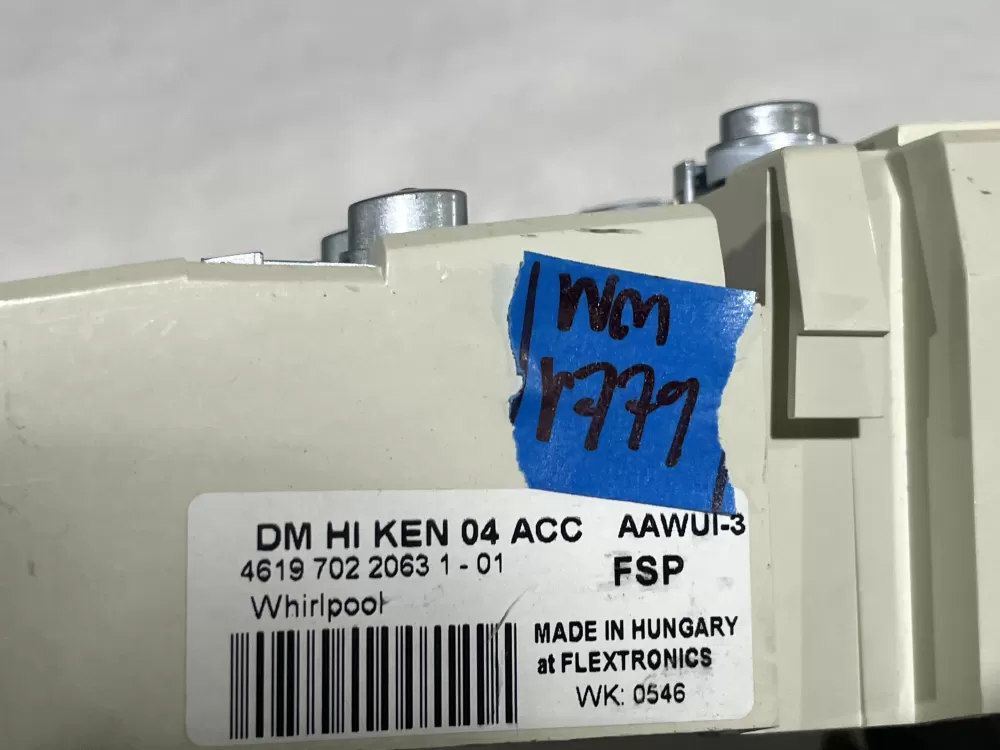 WM
DM HI KEN 04 ACC AAWUI-3
4619 702 2063 1 - 01 FSP
Whirlpool
MADE IN HUNGARY
at FLEXTRONICS
WK: 0546